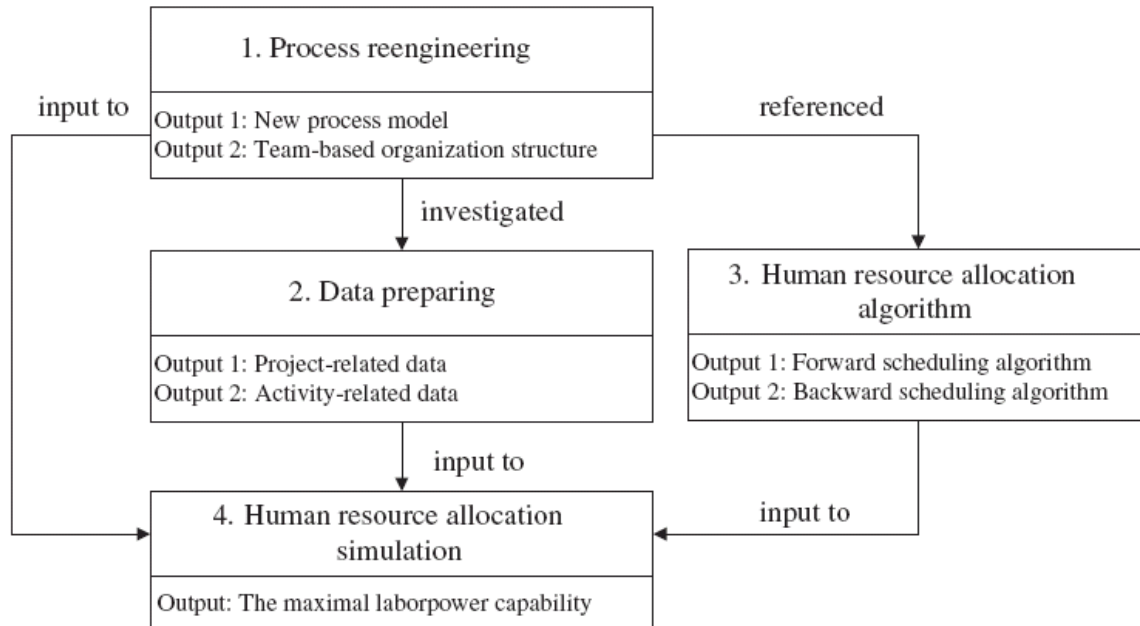 1. Process reengineering
input to
referenced
Output 1: New process model
Output 2: Team-based organization structure
investigated
2. Data preparing
3. Human resource allocation
algorithm
Output 1: Project-related data
Output 2: Activity-related data
Output 1: Forward scheduling algorithm
Output 2: Backward scheduling algorithm
input to
4. Human resource allocation
simulation
input to
Output: The maximal laborpower capability